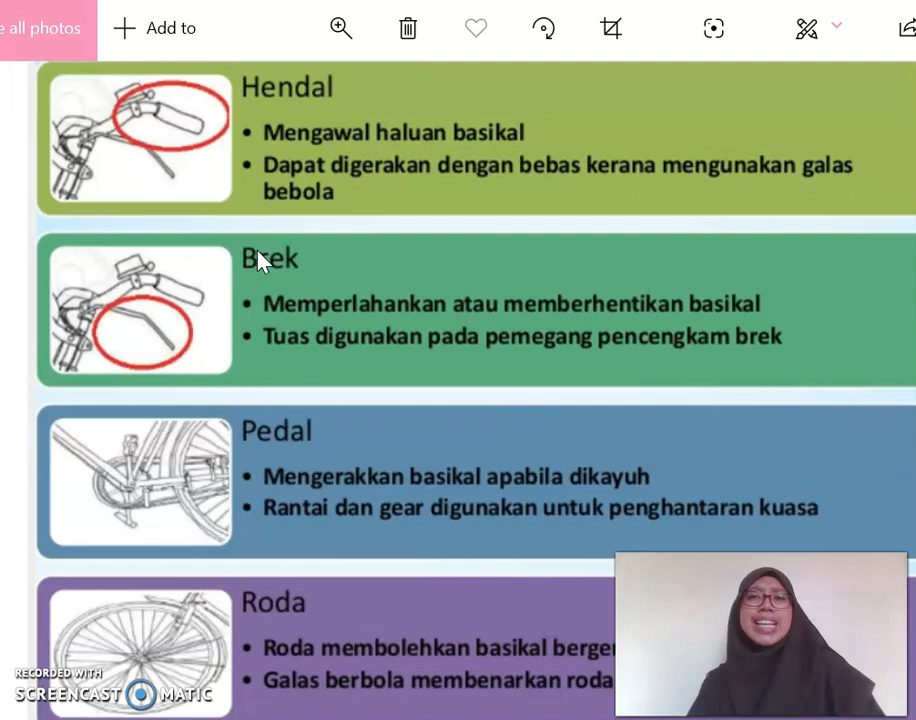 e all photos
Add to
Hendal
• Mengawal haluan basikal
• Dapat digerakan dengan bebas kerana mengunakan galas
bebola
Brek
• Memperlahankan atau memberhentikan basikal
• Tuas digunakan pada pemegang pencengkam brek
Pedal
• Mengerakkan basikal apabila dikayuh
• Rantai dan gear digunakan untuk penghantaran kuasa
Roda
• Roda membolehkan basikal berger
• Galas berbola membenarkan roda
RECORDED WITH
SCREENCAST MATIC